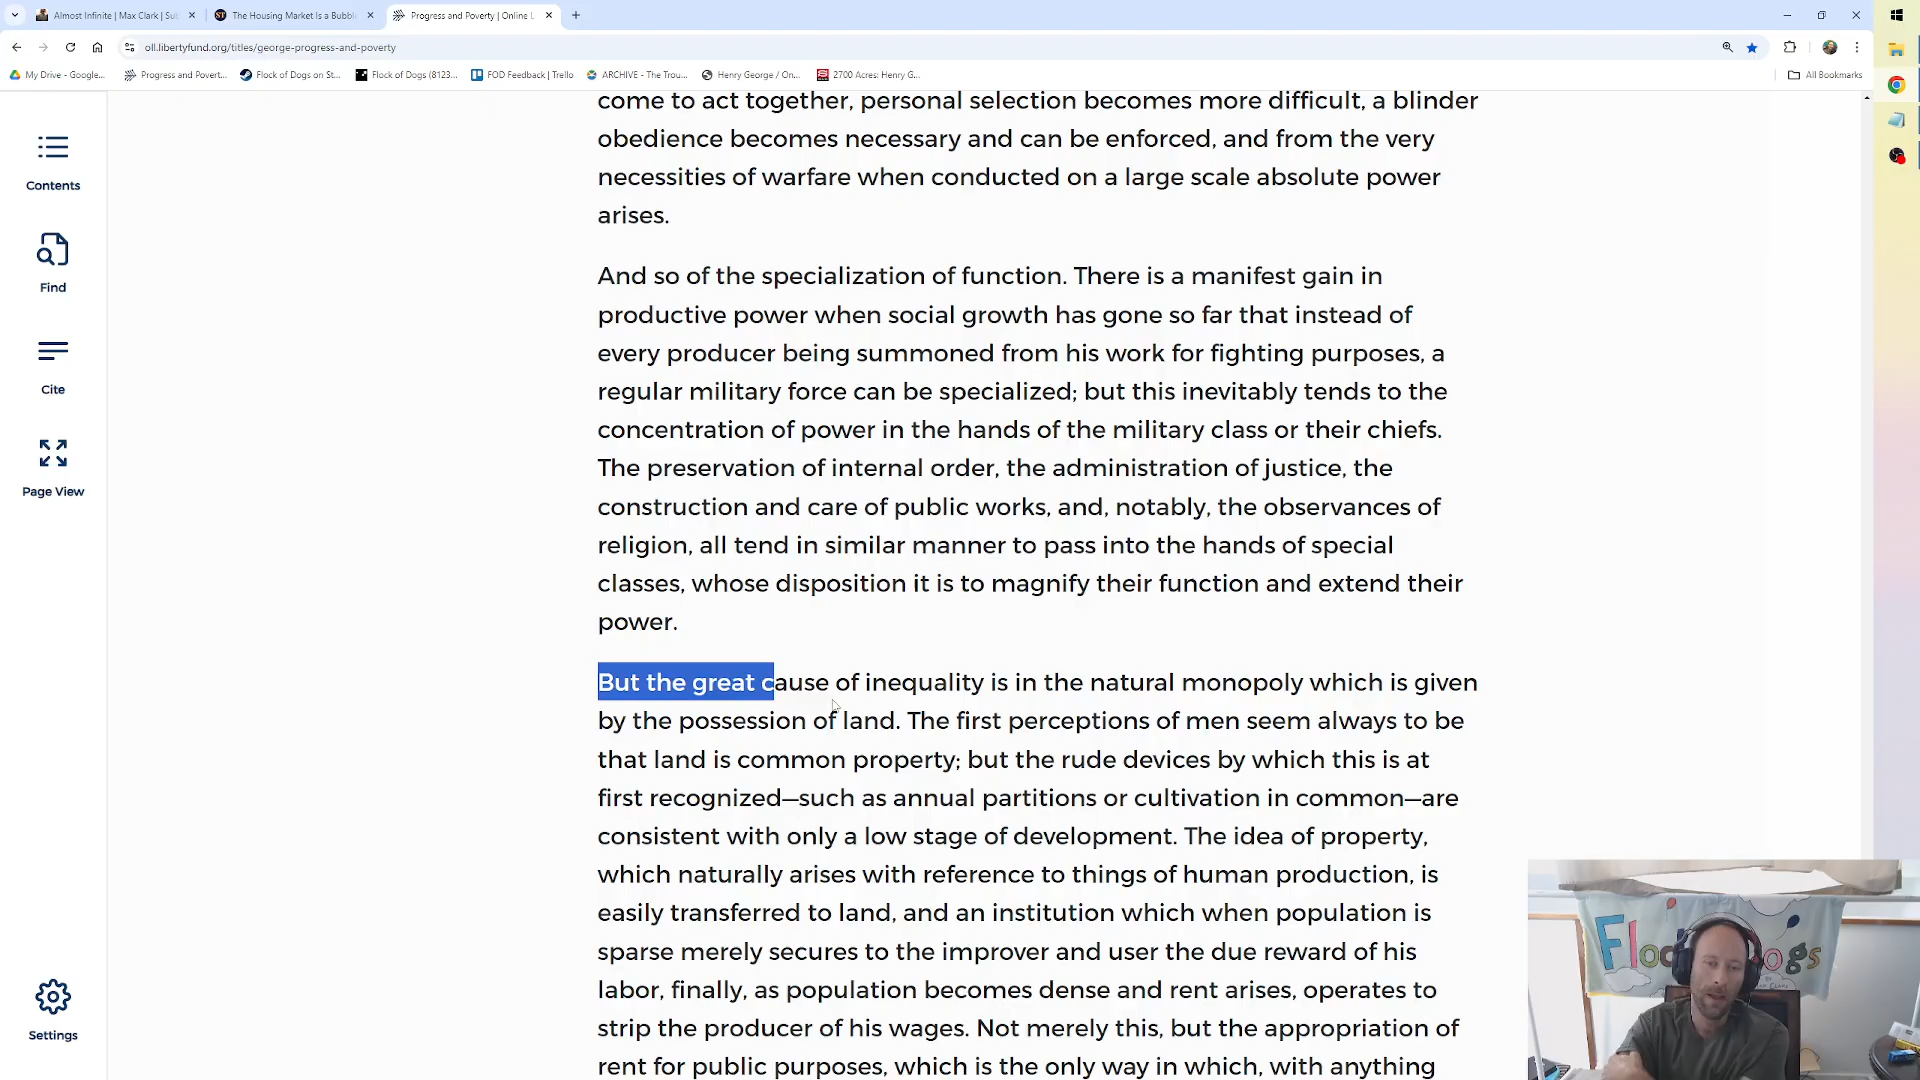 Almost Infinite | Max Clark | Su
The Housing Market Is a Bubbl
Progress and Poverty | Online L
oll.libertyfund.org/titles/george-progress-and-poverty
My Drive - Google...
Progress and Povert...
Flock of Dogs on St...
Flock of Dogs (8123...
FOD Feedback | Trello
ARCHIVE - The Trou...
Henry George / On...
2700 Acres: Henry G...
All Bookmarks
Contents
Find
Cite
Page View
Settings
come to act together, personal selection becomes more difficult, a blinder
obedience becomes necessary and can be enforced, and from the very
necessities of warfare when conducted on a large scale absolute power
arises.
And so of the specialization of function. There is a manifest gain in
productive power when social growth has gone so far that instead of
every producer being summoned from his work for fighting purposes, a
regular military force can be specialized; but this inevitably tends to the
concentration of power in the hands of the military class or their chiefs.
The preservation of internal order, the administration of justice, the
construction and care of public works, and, notably, the observances of
religion, all tend in similar manner to pass into the hands of special
classes, whose disposition it is to magnify their function and extend their
power.
But the great cause of inequality is in the natural monopoly which is given
by the possession of land. The first perceptions of men seem always to be
that land is common property; but the rude devices by which this is at
first recognized—such as annual partitions or cultivation in common—are
consistent with only a low stage of development. The idea of property,
which naturally arises with reference to things of human production, is
easily transferred to land, and an institution which when population is
sparse merely secures to the improver and user the due reward of his
labor, finally, as population becomes dense and rent arises, operates to
strip the producer of his wages. Not merely this, but the appropriation of
rent for public purposes, which is the only way in which, with anything